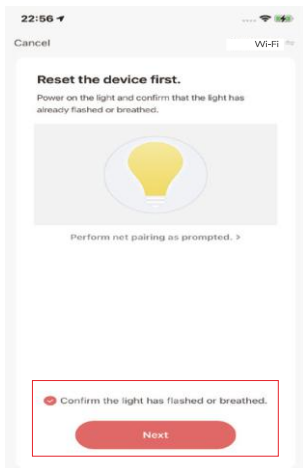 22:56
Cancel
Wi-Fi
Reset the device first.
Power on the light and confirm that the light has
already flashed or breathed.
Perform net pairing as prompted. >
Confirm the light has flashed or breathed.
Next